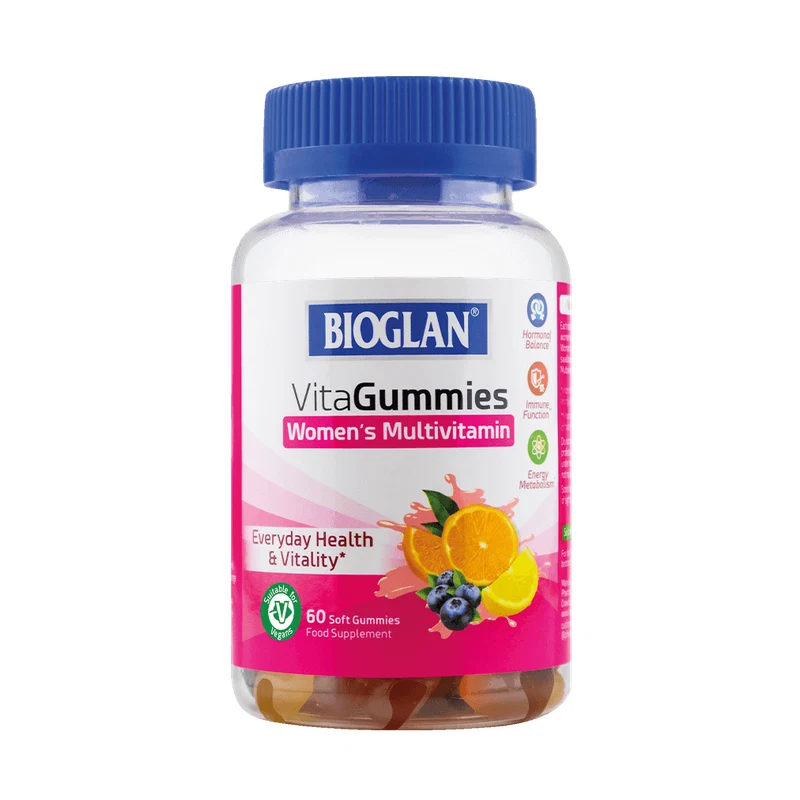 BIOGLAN®
VitaGummies
Women's Multivitamin
Hormonal
Balance
Immune
Function
Energy
Metabolism
Everyday Health
& Vitality*
Suitable for
Vegans
60 Soft Gummies
Food Supplement